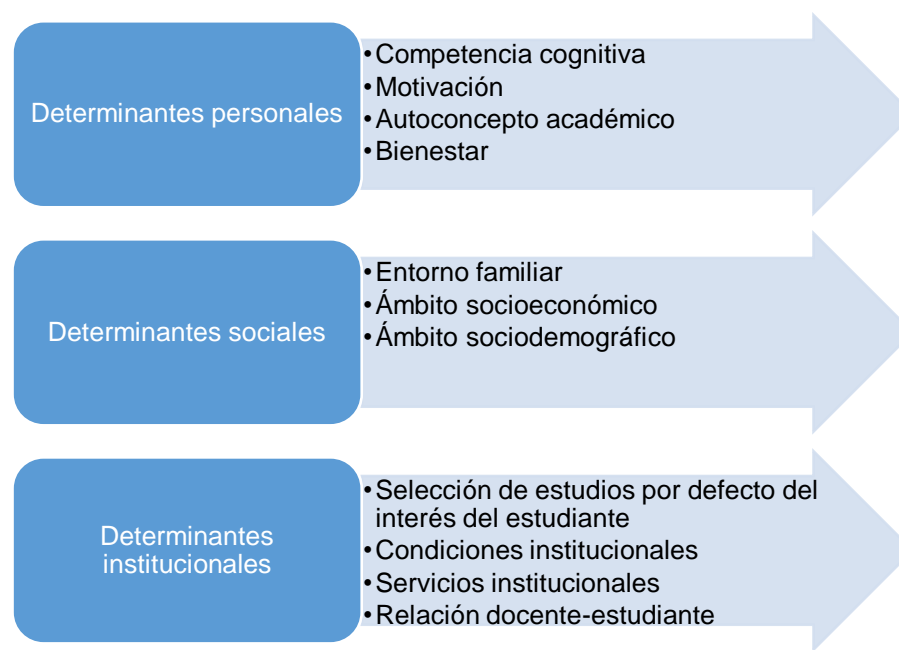 Determinantes personales
•Competencia cognitiva
•Motivación
•Autoconcepto académico
•Bienestar
Determinantes sociales
•Entorno familiar
•Ámbito socioeconómico
•Ámbito sociodemográfico
Determinantes
institucionales
•Selección de estudios por defecto del
interés del estudiante
•Condiciones institucionales
•Servicios institucionales
•Relación docente-estudiante